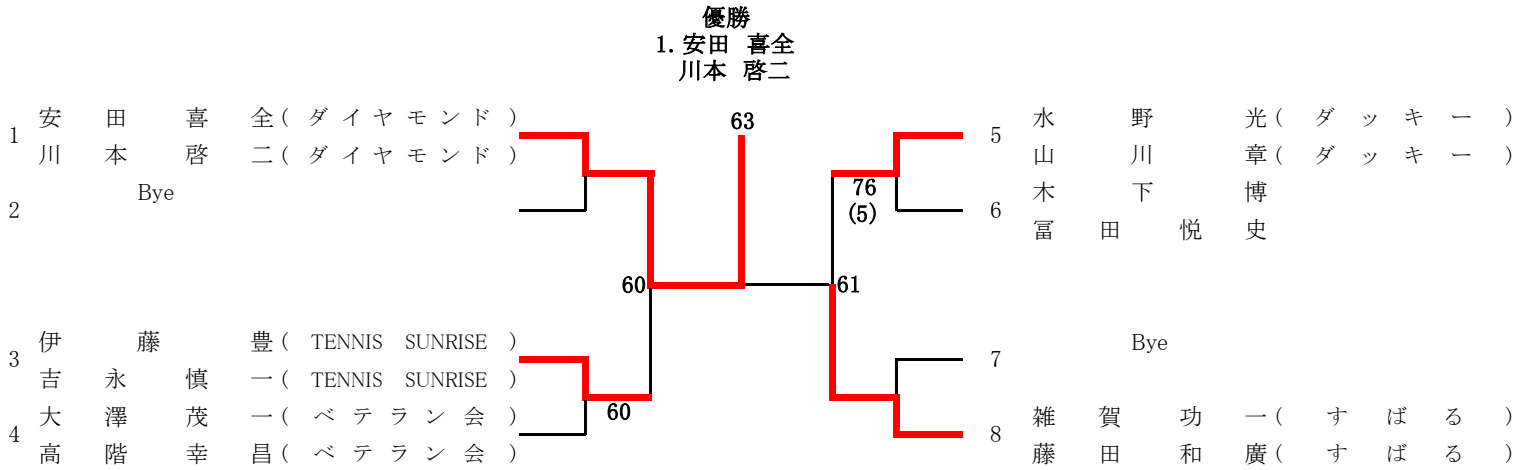 優勝
1. 安田 喜全
川本 啓二
1 安田 喜全(ダイヤモンド)
川本 啓二(ダイヤモンド)
2 Bye
3 伊藤 豊( TENNIS SUNRISE )
吉永 慎一( TENNIS SUNRISE )
4 大澤 茂一(ベテラン会)
高階 幸昌(ベテラン会)
60
60
63
61
76
(5)
5 水野 光(ダッキー)
山川 章(ダッキー)
6 木下 博
冨田 悦史
7 Bye
8 雑賀 功一(すばる)
藤田 和廣(すばる)